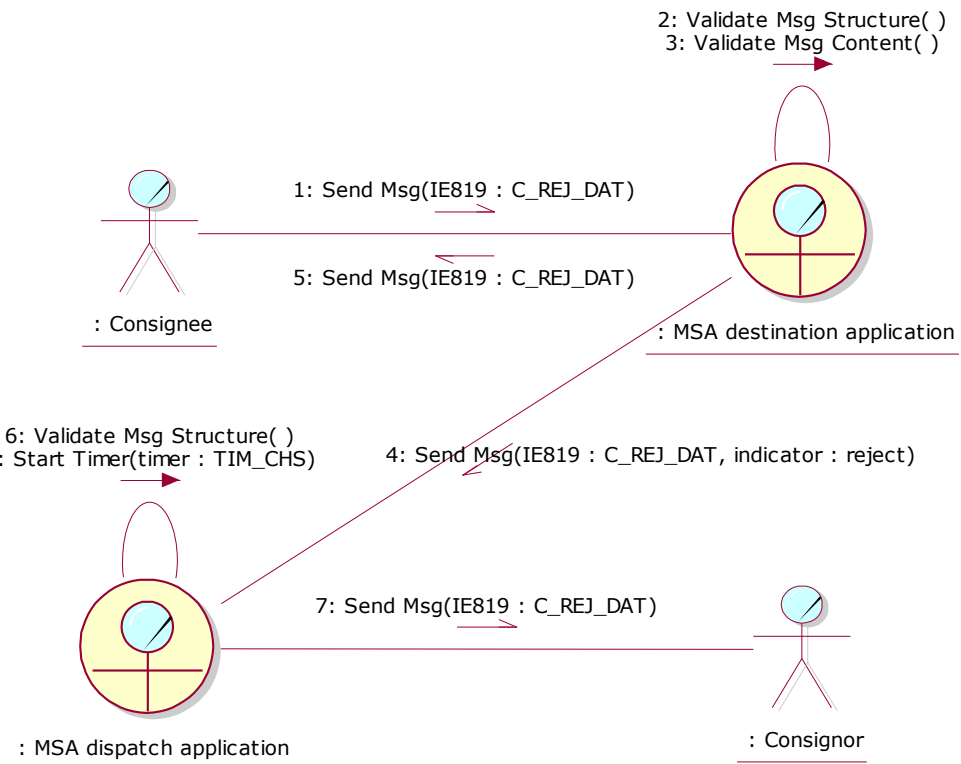 2: Validate Msg Structure( )
3: Validate Msg Content( )
1: Send Msg(IE819 : C_REJ_DAT)
5: Send Msg(IE819 : C_REJ_DAT)
: Consignee
: MSA destination application
6: Validate Msg Structure( )
: Start Timer(timer : TIM_CHS)
4: Send Msg(IE819 : C_REJ_DAT, indicator : reject)
7: Send Msg(IE819 : C_REJ_DAT)
: MSA dispatch application
: Consignor